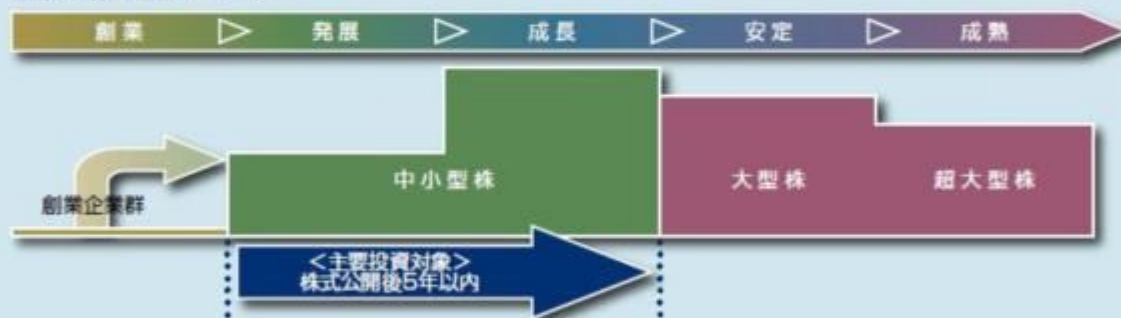 創業 発展 成長 安定 成熟
中小型株 大型株 超大型株
創業企業群
<主要投資対象>
株式公開後5年以内